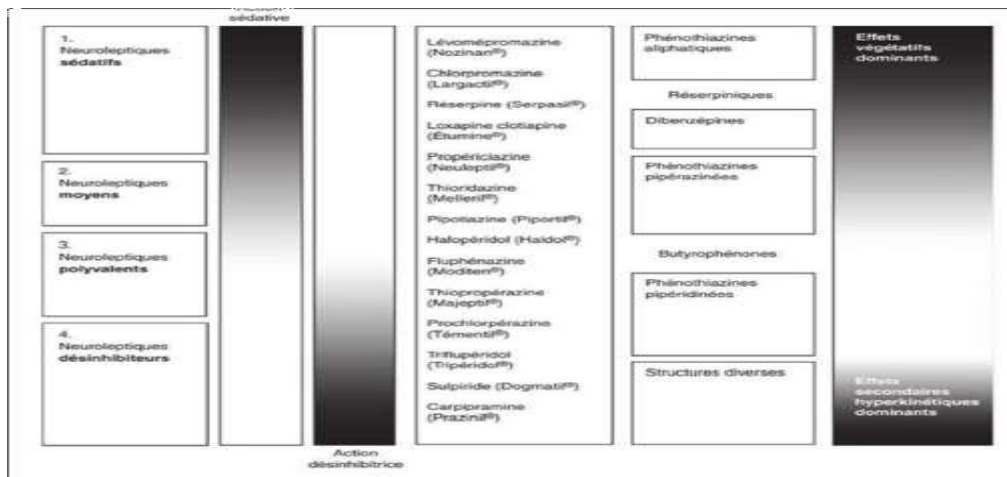 sédative
1.
Neuroleptiques
sédatifs
2.
Neuroleptiques
moyens
3.
Neuroleptiques
polyvalents
4.
Neuroleptiques
désinhibiteurs
Action
désinhibitrice
Lévomépromazine
(Nozinan®)
Chlorpromazine
(Largactil®)
Réserpine (Serpasil®)
Loxapine clotiapine
(Étumine®)
Propériciazine
(Neuleptil®)
Thioridazine
(Melleril®)
Pipotiazine (Piportil®)
Halopéridol (Haldol®)
Fluphénazine
(Moditen®)
Thiopropérazine
(Majeptil®)
Prochlorpérazine
(Témentil®)
Triflupéridol
(Tripéridol®)
Sulpiride (Dogmatil®)
Carpipramine
(Prazinil®)
Phénothiazines
aliphatiques
Réserpiniques
Dibenzépines
Phénothiazines
pipérazinées
Butyrophénones
Phénothiazines
pipéridinées
Structures diverses
Effets
végétatifs
dominants
Effets
secondaires
hyperkinétiques
dominants